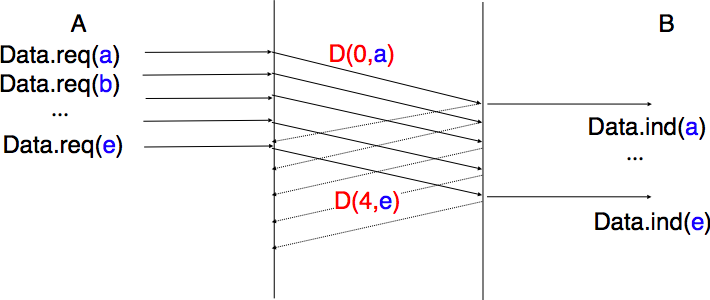 A
B
Data.req(a)
D(0,a)
Data.req(b)
...
Data.ind(a)
Data.req(e)
...
D(4,e)
Data.ind(e)